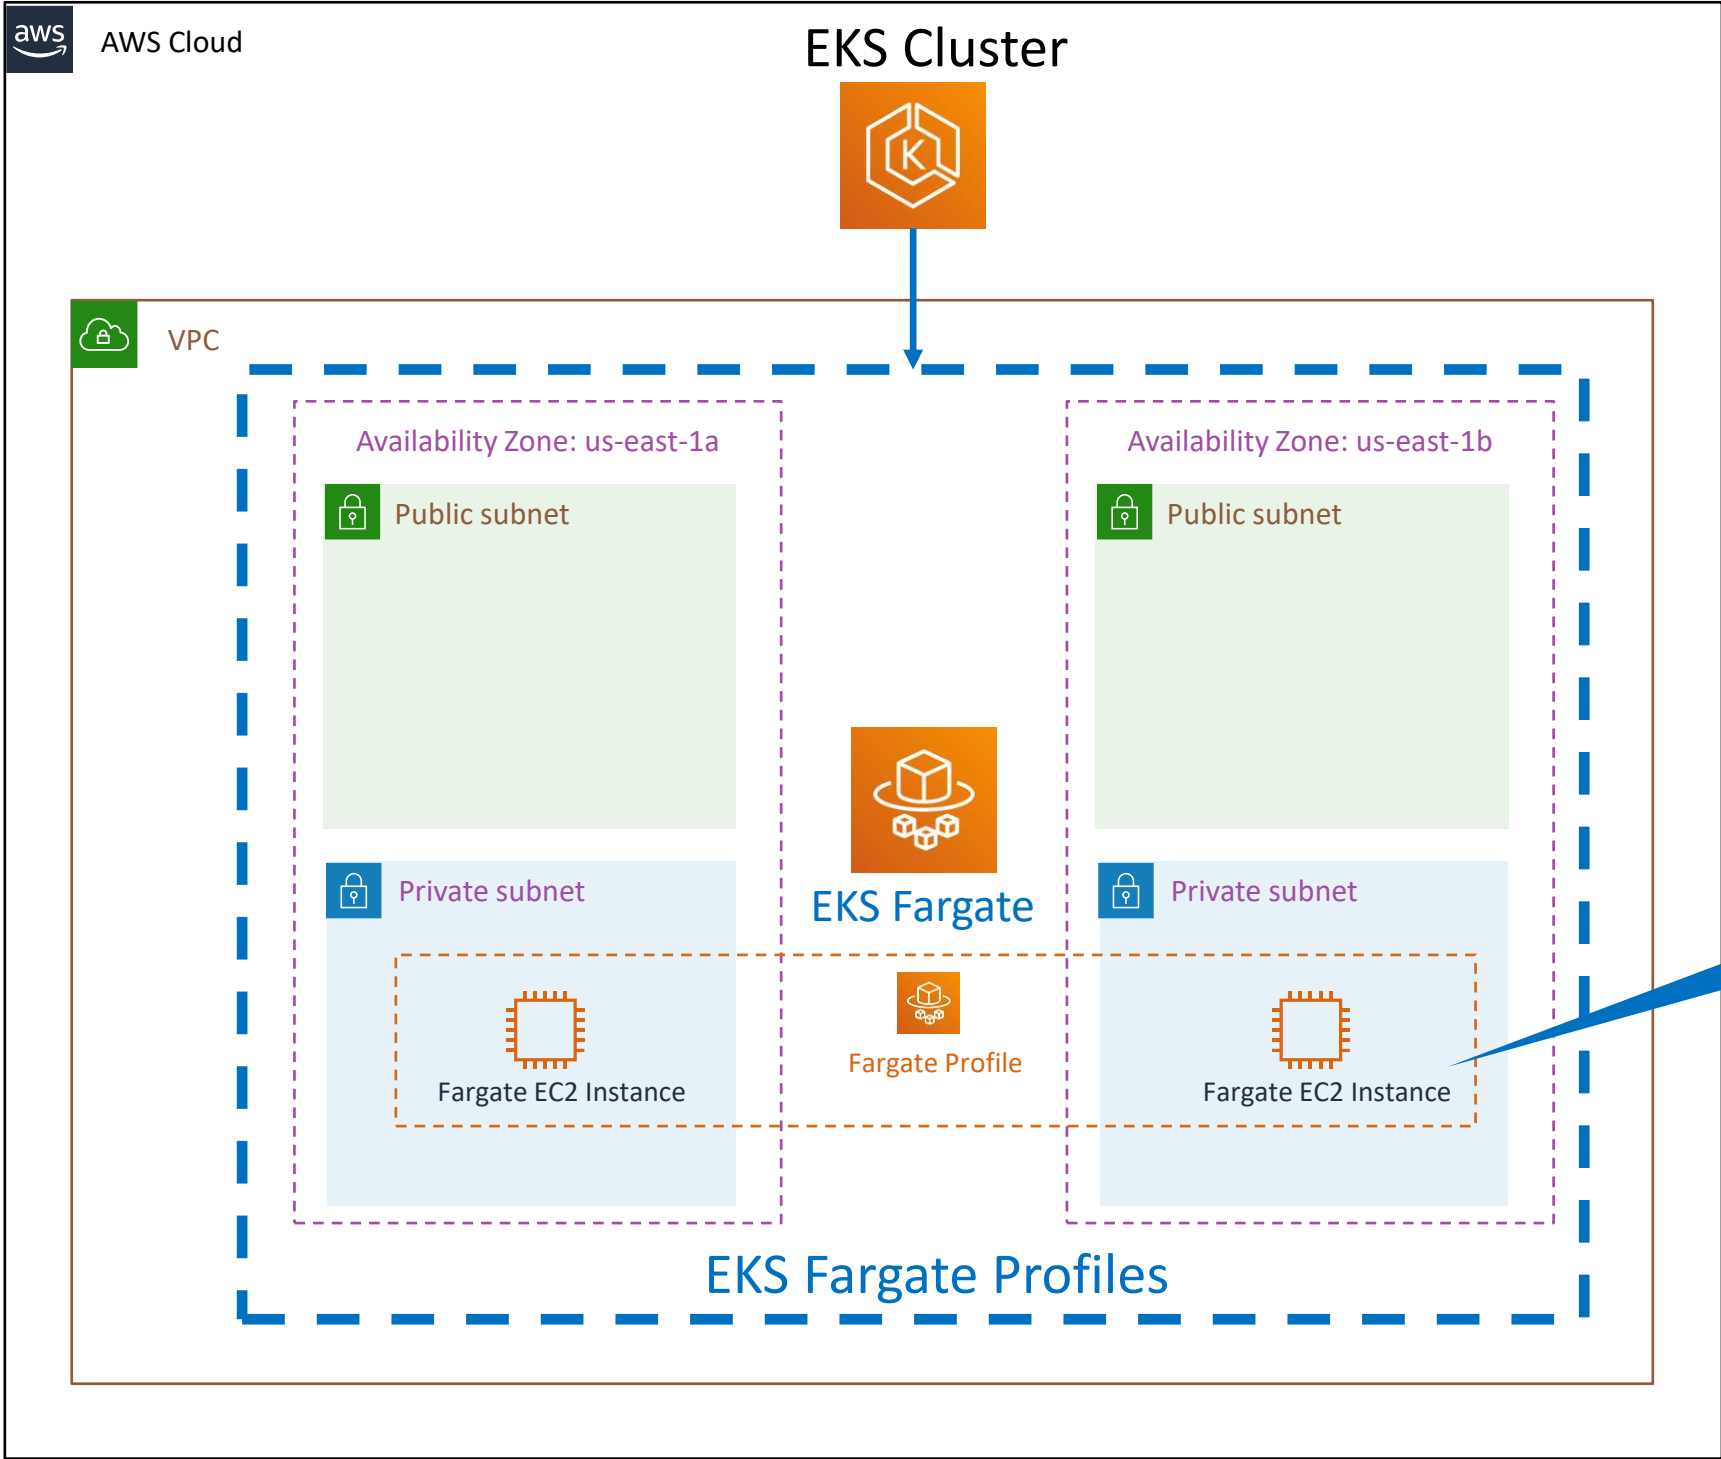 aws
AWS Cloud
EKS Cluster
K
VPC
Availability Zone: us-east-1a
Availability Zone: us-east-1b
Public subnet
Public subnet
Private subnet
EKS Fargate
Private subnet
Fargate Profile
Fargate EC2 Instance
Fargate EC2 Instance
EKS Fargate Profiles